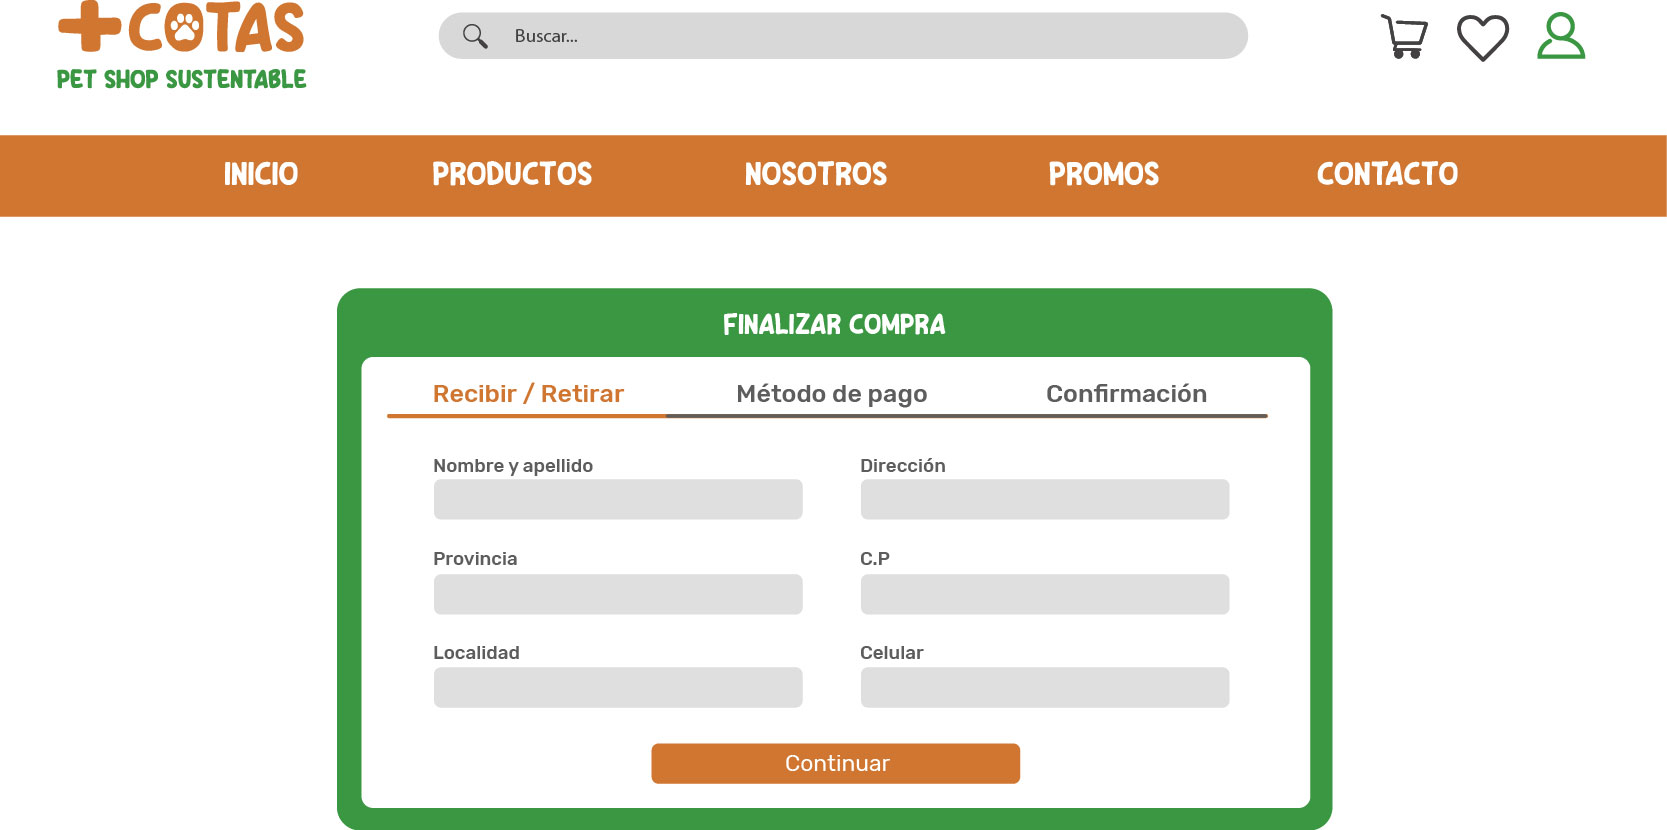 +COTAS
PET SHOP SUSTENTABLE
Buscar...
INICIO PRODUCTOS NOSOTROS PROMOS CONTACTO
FINALIZAR COMPRA
Recibir / Retirar Método de pago Confirmación
Nombre y apellido Dirección
Provincia C.P
Localidad Celular
Continuar